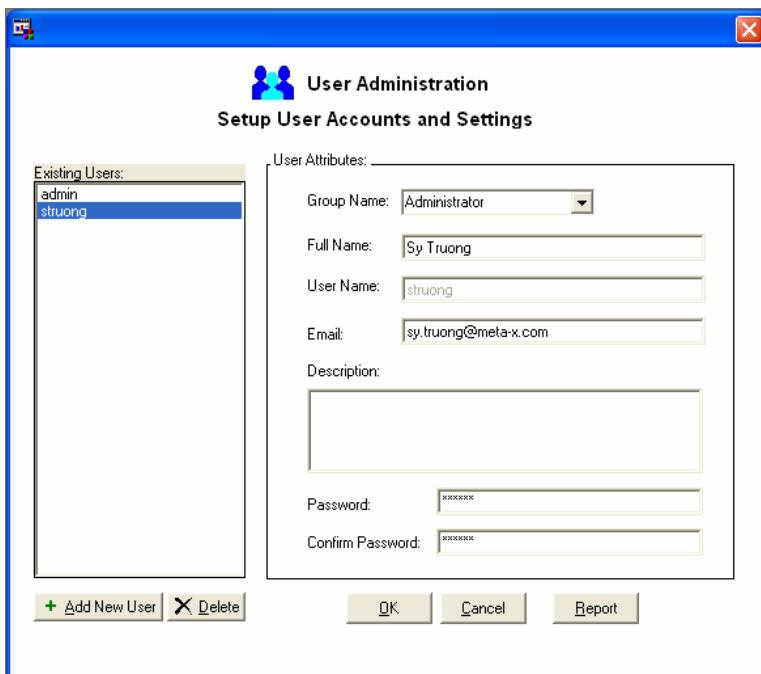 User Administration
Setup User Accounts and Settings
Existing Users:
admin
struong
User Attributes:
Group Name: Administrator
Full Name: Sy Truong
User Name: struong
Email: sy.truong@meta-x.com
Description:
Password: ******
Confirm Password: ******
+ Add New User
Delete
OK
Cancel
Report